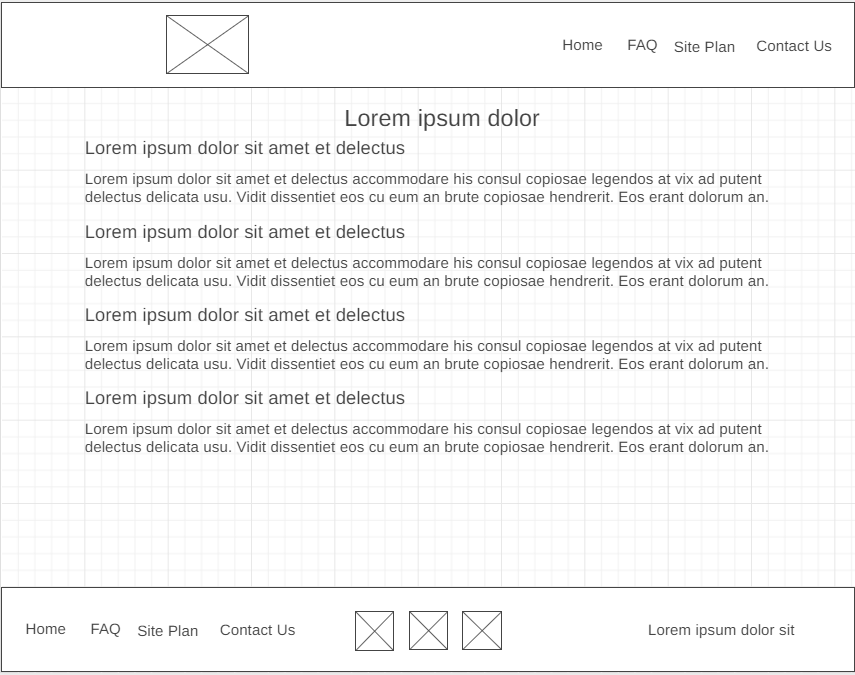 Home FAQ Site Plan Contact Us
Lorem ipsum dolor
Lorem ipsum dolor sit amet et delectus
Lorem ipsum dolor sit amet et delectus accommodare his consul copiosae legendos at vix ad putent
delectus delicata usu. Vidit dissentiet eos cu eum an brute copiosae hendrerit. Eos erant dolorum an.
Lorem ipsum dolor sit amet et delectus
Lorem ipsum dolor sit amet et delectus accommodare his consul copiosae legendos at vix ad putent
delectus delicata usu. Vidit dissentiet eos cu eum an brute copiosae hendrerit. Eos erant dolorum an.
Lorem ipsum dolor sit amet et delectus
Lorem ipsum dolor sit amet et delectus accommodare his consul copiosae legendos at vix ad putent
delectus delicata usu. Vidit dissentiet eos cu eum an brute copiosae hendrerit. Eos erant dolorum an.
Lorem ipsum dolor sit amet et delectus
Lorem ipsum dolor sit amet et delectus accommodare his consul copiosae legendos at vix ad putent
delectus delicata usu. Vidit dissentiet eos cu eum an brute copiosae hendrerit. Eos erant dolorum an.
Home FAQ Site Plan Contact Us Lorem ipsum dolor sit